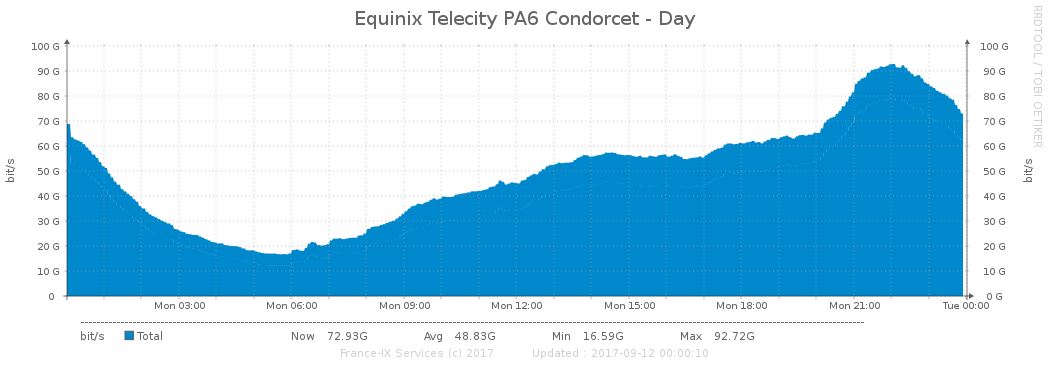 Equinix Telecity PA6 Condorcet - Day
RRDTOOL / TOBI OETIKER
bit/s
100 G
90 G
80 G
70 G
60 G
50 G
40 G
30 G
20 G
10 G
0
100 G
90 G
80 G
70 G
60 G
50 G
40 G
30 G
20 G
10 G
0 G
bit/s
Mon 03:00 Mon 06:00 Mon 09:00 Mon 12:00 Mon 15:00 Mon 18:00 Mon 21:00 Tue 00:00
bit/s Total Now 72.93G Avg 48.83G Min 16.59G Max 92.72G
France-IX Services (c) 2017 Updated : 2017-09-12 00:00:10